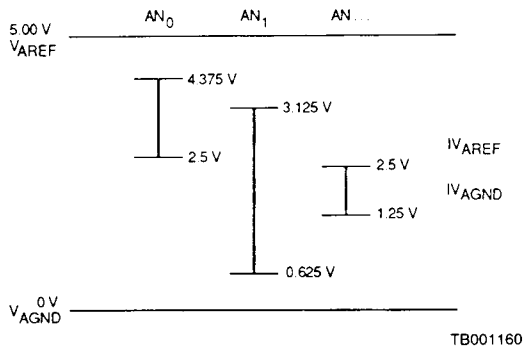 AN0 AN1 AN...
5.00 V
VAREF
4.375 V
3.125 V
IVAREF
2.5 V 2.5 V
IVAGND
1.25 V
0.625 V
0 V
VAGND
TB001160